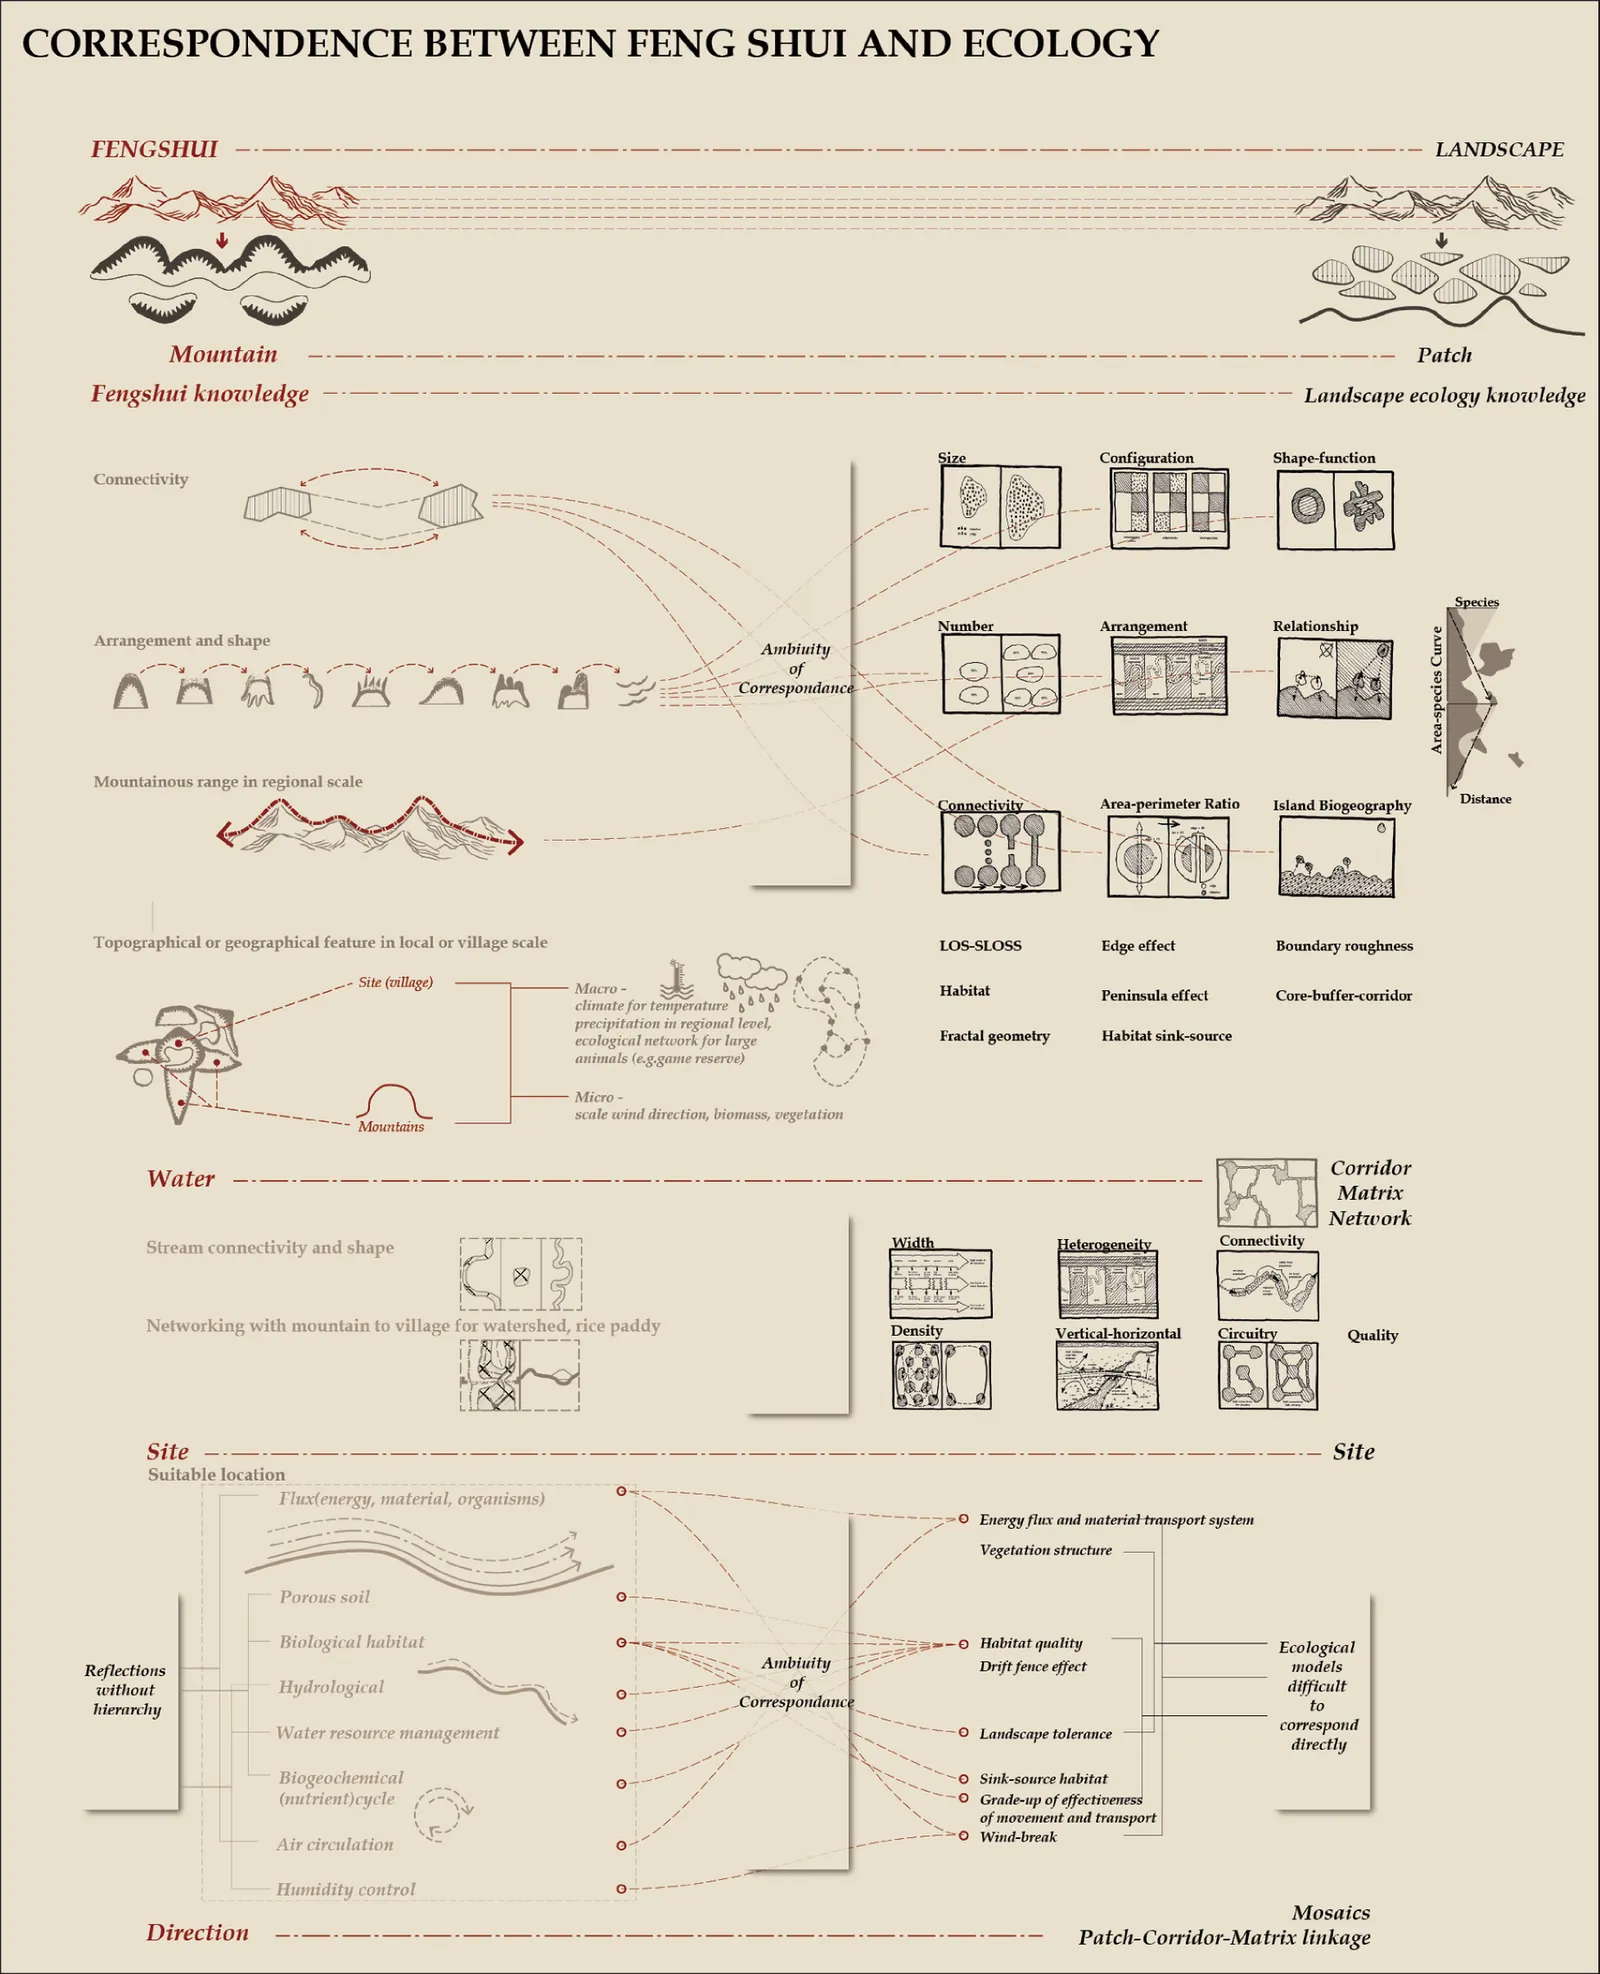 CORRESPONDENCE BETWEEN FENG SHUI AND ECOLOGY
FENGSHUI
LANDSCAPE
Mountain
Patch
Fengshui knowledge
Landscape ecology knowledge
Connectivity
Size
Configuration
Shape-function
Species
Arrangement and shape
Number
Arrangement
Relationship
Area-species Curve
Ambiuity
of
Correspondance
Mountainous range in regional scale
Connectivity
Area-perimeter Ratio
Island Biogeography
Distance
Topographical or geographical feature in local or village scale
LOS-SLOSS
Edge effect
Boundary roughness
Habitat
Peninsula effect
Core-buffer-corridor
Fractal geometry
Habitat sink-source
Site (village)
Macro -
climate for temperature
precipitation in regional level,
ecological network for large
animals (e.g.game reserve)
Micro -
scale wind direction, biomass, vegetation
Mountains
Water
Corridor
Matrix
Network
Stream connectivity and shape
Width
Heterogeneity
Connectivity
Networking with mountain to village for watershed, rice paddy
Density
Vertical-horizontal
Circuitry
Quality
Site
Site
Suitable location
Flux(energy, material, organisms)
Energy flux and material transport system
Vegetation structure
Porous soil
Biological habitat
Habitat quality
Drift fence effect
Reflections
without
hierarchy
Ambiuity
of
Correspondance
Ecological
models
difficult
to
correspond
directly
Hydrological
Water resource management
Landscape tolerance
Biogeochemical
(nutrient)cycle
Sink-source habitat
Grade-up of effectiveness
of movement and transport
Wind-break
Air circulation
Humidity control
Direction
Mosaics
Patch-Corridor-Matrix linkage